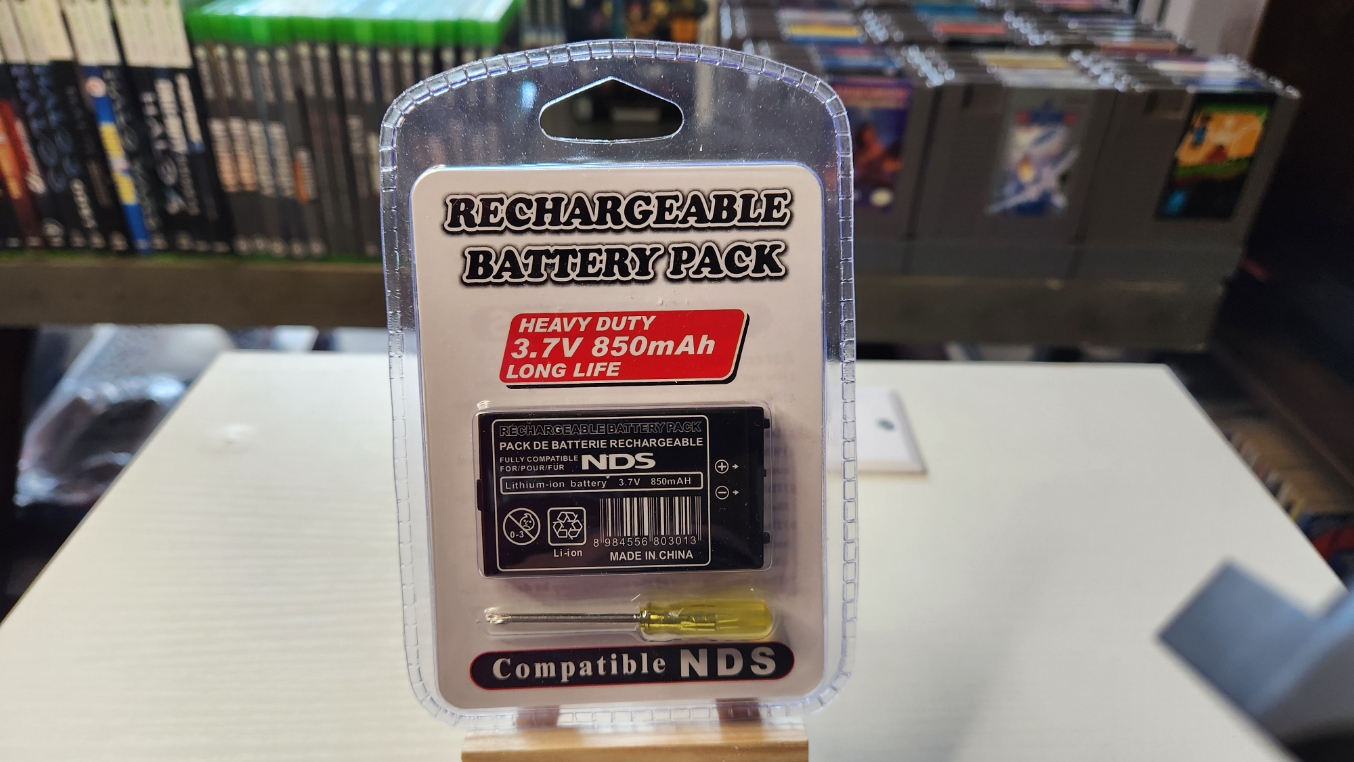 RECHARGEABLE
BATTERY PACK
HEAVY DUTY
3.7V 850mAh
LONG LIFE
RECHARGEABLE BATTERY PACK
PACK DE BATTERIE RECHARGEABLE
FULLY COMPATIBLE
FOR/POUR/FÜR NDS
Lithium-ion battery 3.7V 850mAH
0-3
8 984556 803013
Li-ion
MADE IN CHINA
Compatible NDS